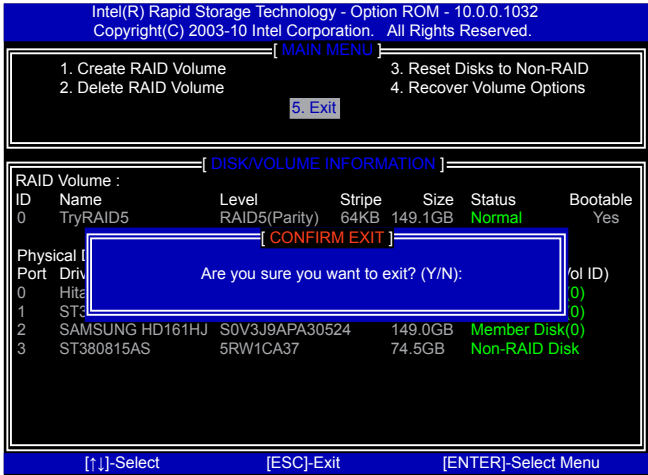 Intel(R) Rapid Storage Technology - Option ROM - 10.0.0.1032
Copyright(C) 2003-10 Intel Corporation. All Rights Reserved.
[ MAIN MENU ]
1. Create RAID Volume 3. Reset Disks to Non-RAID
2. Delete RAID Volume 4. Recover Volume Options
5. Exit
[ DISK/VOLUME INFORMATION ]
RAID Volume :
ID Name Level Stripe Size Status Bootable
0 TryRAID5 RAID5(Parity) 64KB 149.1GB Normal Yes
[ CONFIRM EXIT ]
Physical
Are you sure you want to exit? (Y/N):
Port ID)
0 (0)
1 (0)
2 SAMSUNG HD161HJ S0V3J9APA30524 149.0GB Member Disk(0)
3 ST380815AS 5RW1CA37 74.5GB Non-RAID Disk
[↑↓]-Select [ESC]-Exit [ENTER]-Select Menu